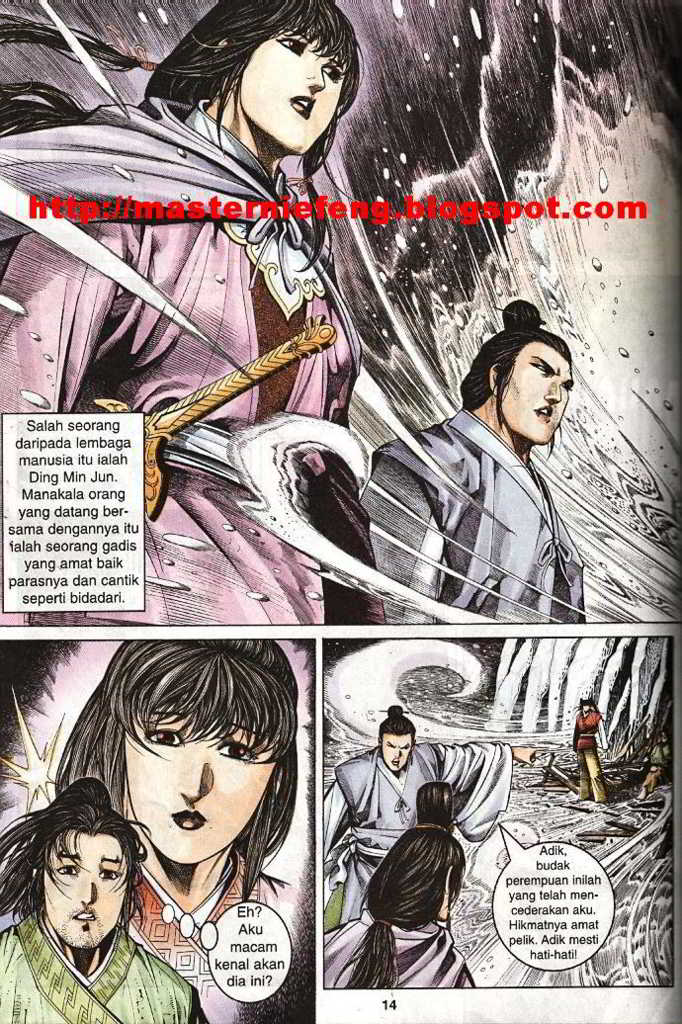 http://masterniefeng.blogspot.com
Salah seorang
daripada lembaga
manusia itu ialah
Ding Min Jun.
Manakala orang
yang datang ber-
sama dengannya itu
ialah seorang gadis
yang amat baik
parasnya dan cantik
seperti bidadari.
Eh?
Aku
macam
kenal akan
dia ini?
Adik,
budak
perempuan inilah
yang telah men-
cederakan aku.
Hikmatnya amat
pelik. Adik mesti
hati-hati!
14